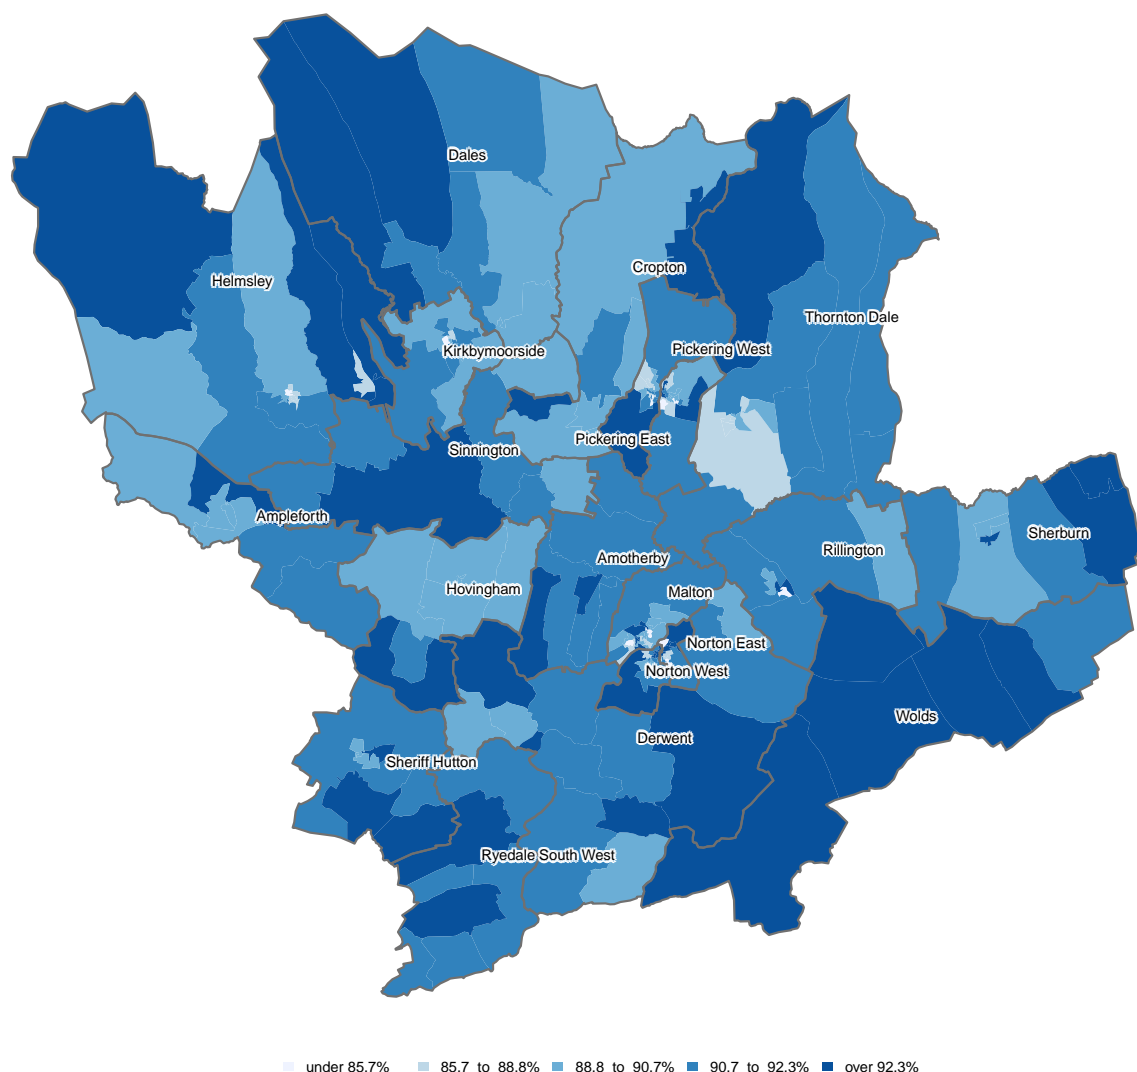 Dales
Cropton
Helmsley
Thornton Dale
Kirkbymoorside
Pickering West
Pickering East
Sinnington
Ampleforth
Sherburn
Rillington
Amotherby
Hovingham
Malton
Norton East
Norton West
Wolds
Derwent
Sheriff Hutton
Ryedale South West
under 85.7% 85.7 to 88.8% 88.8 to 90.7% 90.7 to 92.3% over 92.3%